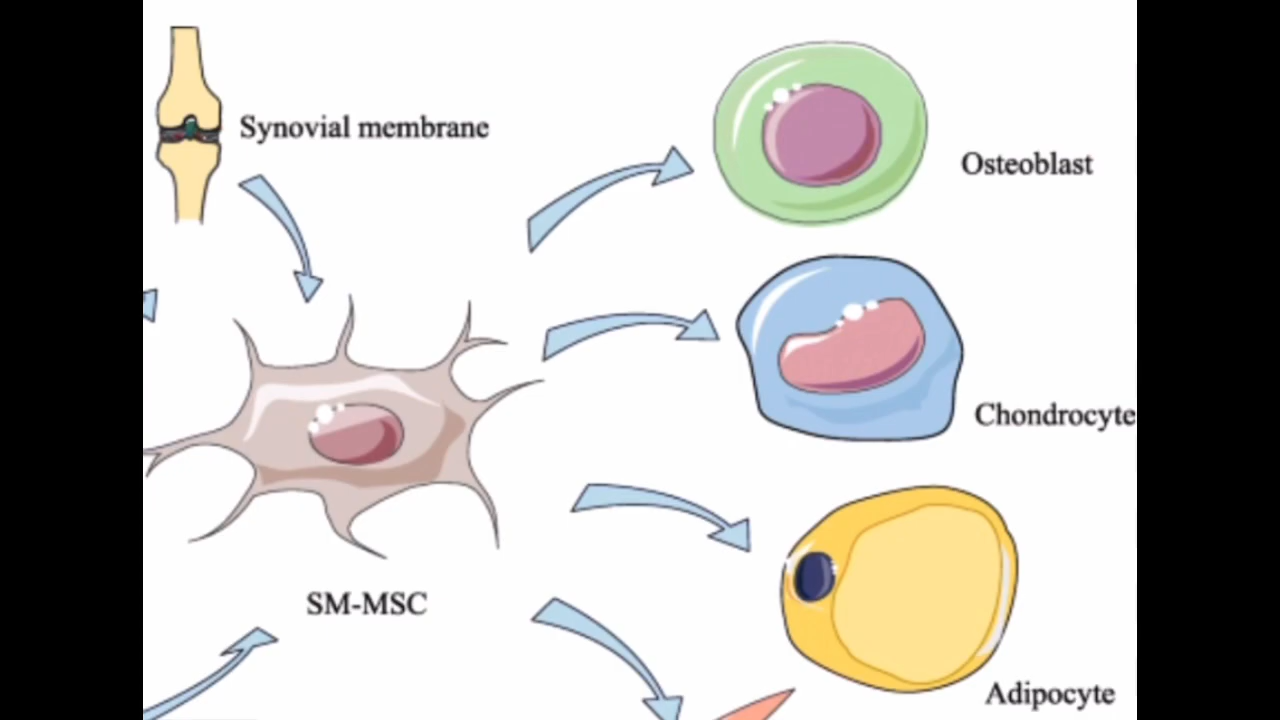 Synovial membrane
Osteoblast
Chondrocyte
SM-MSC
Adipocyte